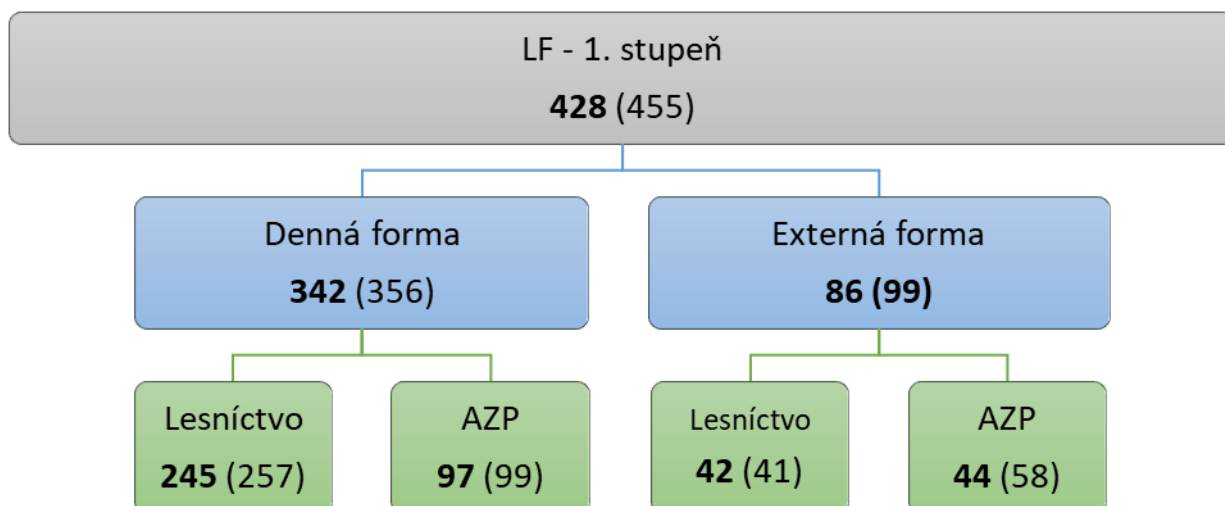 LF - 1. stupeň
428 (455)
Denná forma
342 (356)
Externá forma
86 (99)
Lesníctvo
245 (257)
AZP
97 (99)
Lesníctvo
42 (41)
AZP
44 (58)